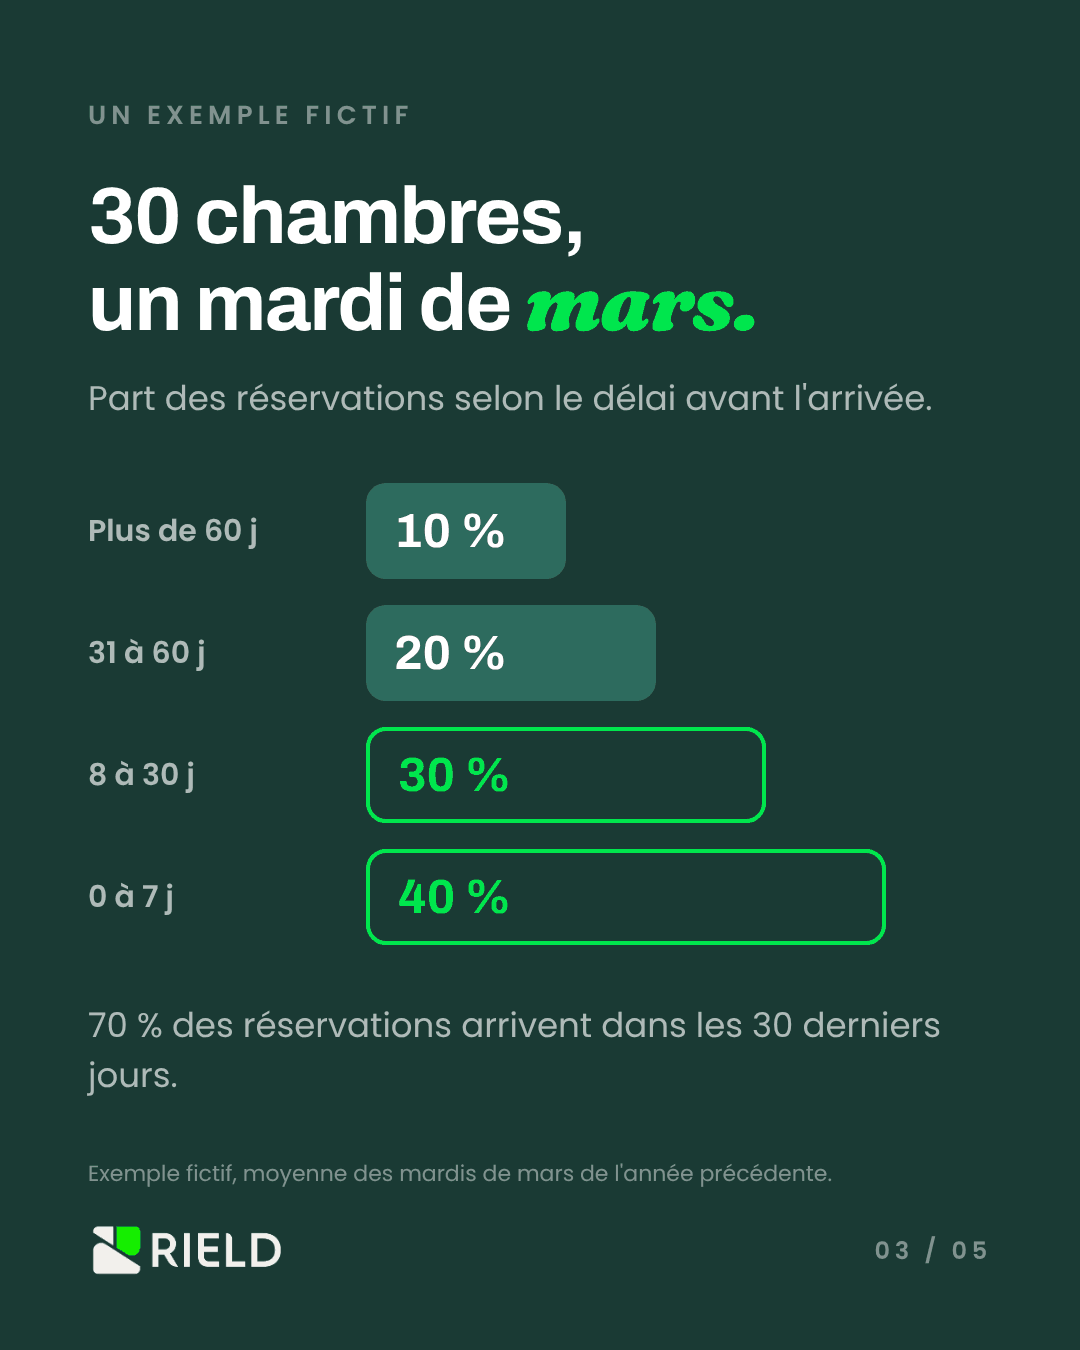 UN EXEMPLE FICTIF
30 chambres,
un mardi de mars.
Part des réservations selon le délai avant l'arrivée.
Plus de 60 j 10 %
31 à 60 j 20 %
8 à 30 j 30 %
0 à 7 j 40 %
70 % des réservations arrivent dans les 30 derniers
jours.
Exemple fictif, moyenne des mardis de mars de l'année précédente.
RIELD 03 / 05